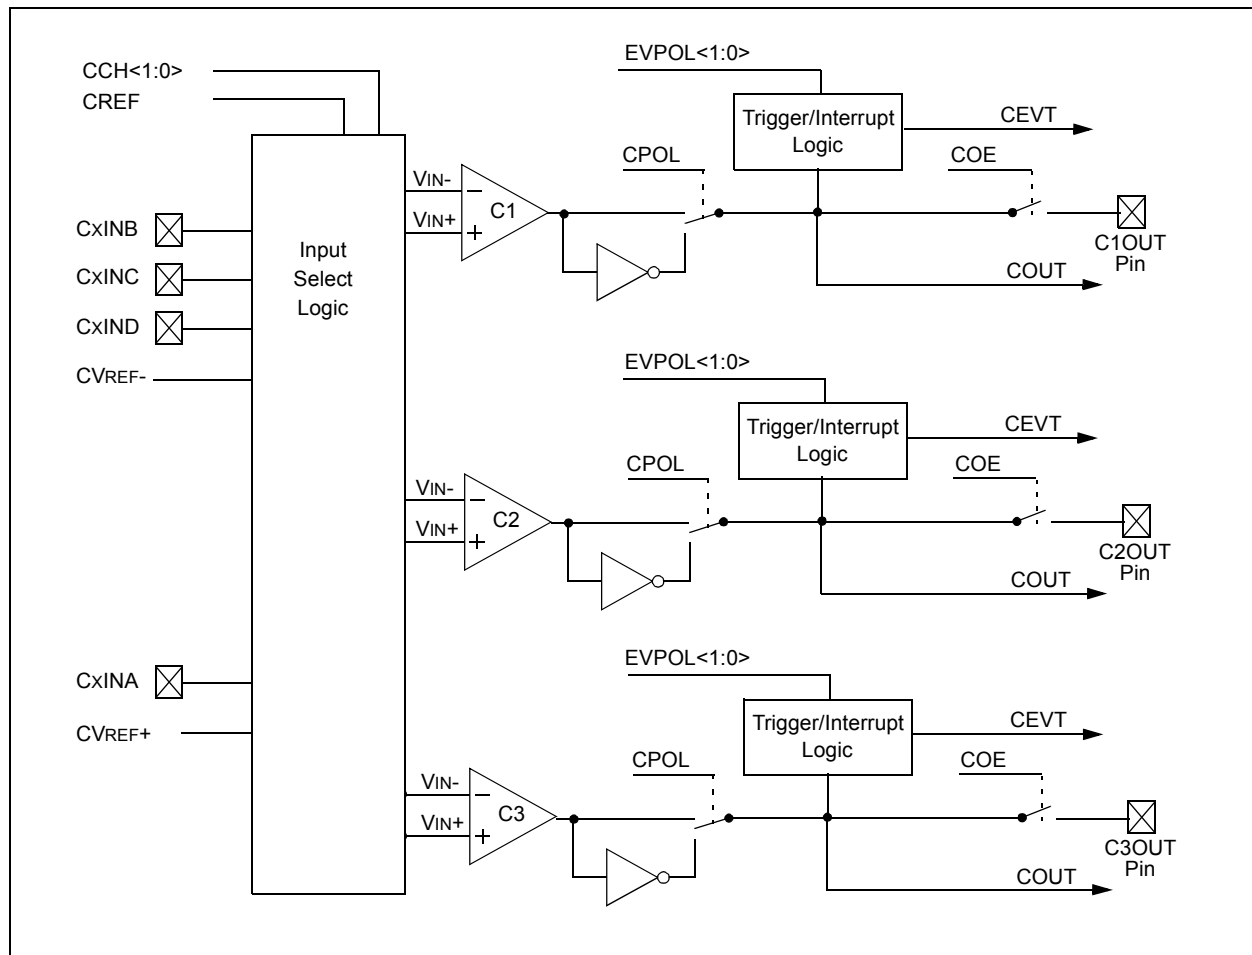 CCH<1:0>
CREF
CXINB
CXINC
CXIND
CVREF-
CXINA
CVREF+
Input
Select
Logic
EVPOL<1:0>
Trigger/Interrupt
Logic
CEVT
CPOL
COE
VIN-
VIN+
−
+
C1
C1OUT
Pin
COUT
EVPOL<1:0>
Trigger/Interrupt
Logic
CEVT
CPOL
COE
VIN-
VIN+
−
+
C2
C2OUT
Pin
COUT
EVPOL<1:0>
Trigger/Interrupt
Logic
CEVT
CPOL
COE
VIN-
VIN+
−
+
C3
C3OUT
Pin
COUT